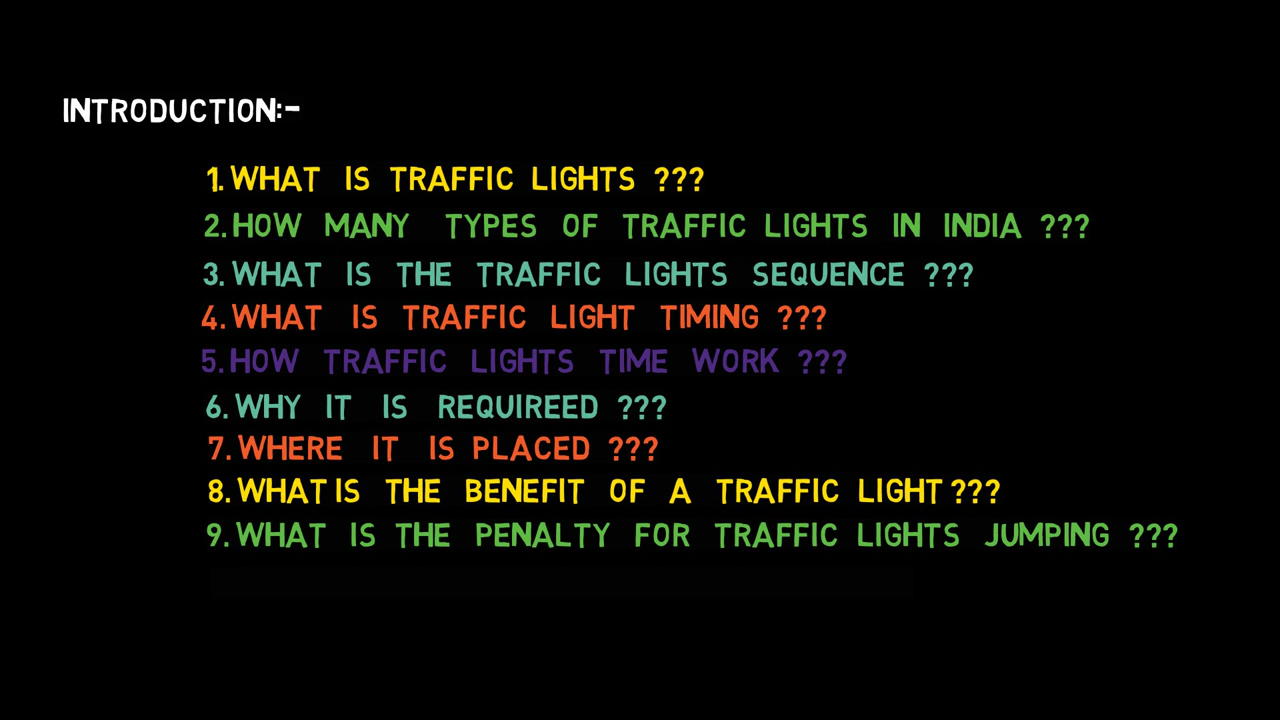 INTRODUCTION:-
1. WHAT IS TRAFFIC LIGHTS ???
2. HOW MANY TYPES OF TRAFFIC LIGHTS IN INDIA ???
3. WHAT IS THE TRAFFIC LIGHTS SEQUENCE ???
4. WHAT IS TRAFFIC LIGHT TIMING ???
5. HOW TRAFFIC LIGHTS TIME WORK ???
6. WHY IT IS REQUIREED ???
7. WHERE IT IS PLACED ???
8. WHAT IS THE BENEFIT OF A TRAFFIC LIGHT ???
9. WHAT IS THE PENALTY FOR TRAFFIC LIGHTS JUMPING ???